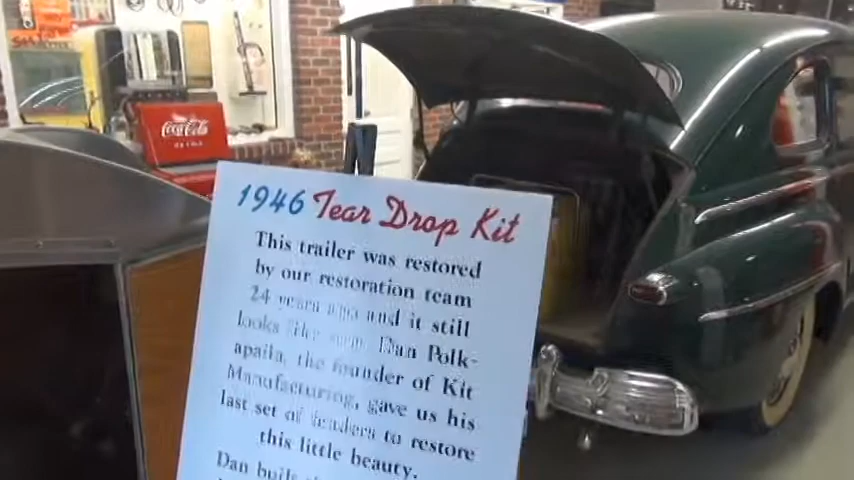 Coca-Cola
1946 Tear Drop Kit
This trailer was restored
by our restoration team
24 years ago and it still
looks like new. Dan Polk-
apaila, the founder of Kit
Manufacturing, gave us his
last set of fenders to restore
this little beauty.
Dan